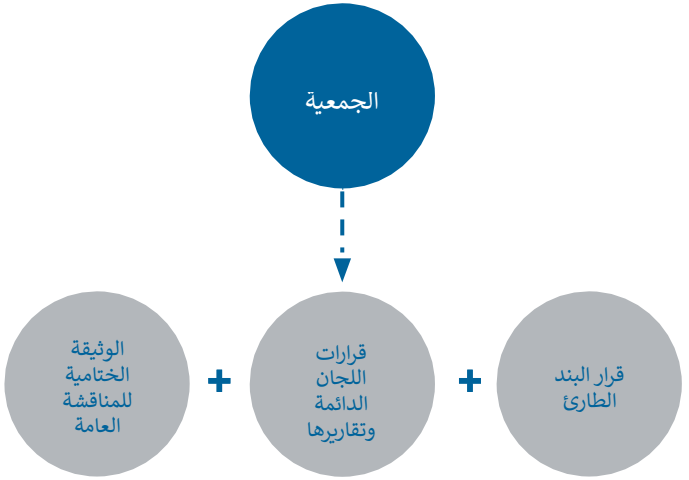 الجمعية
قرار البند
الطارئ
+
قرارات
اللجان
الدائمة
وتقاريرها
+
الوثيقة
الختامية
للمناقشة
العامة